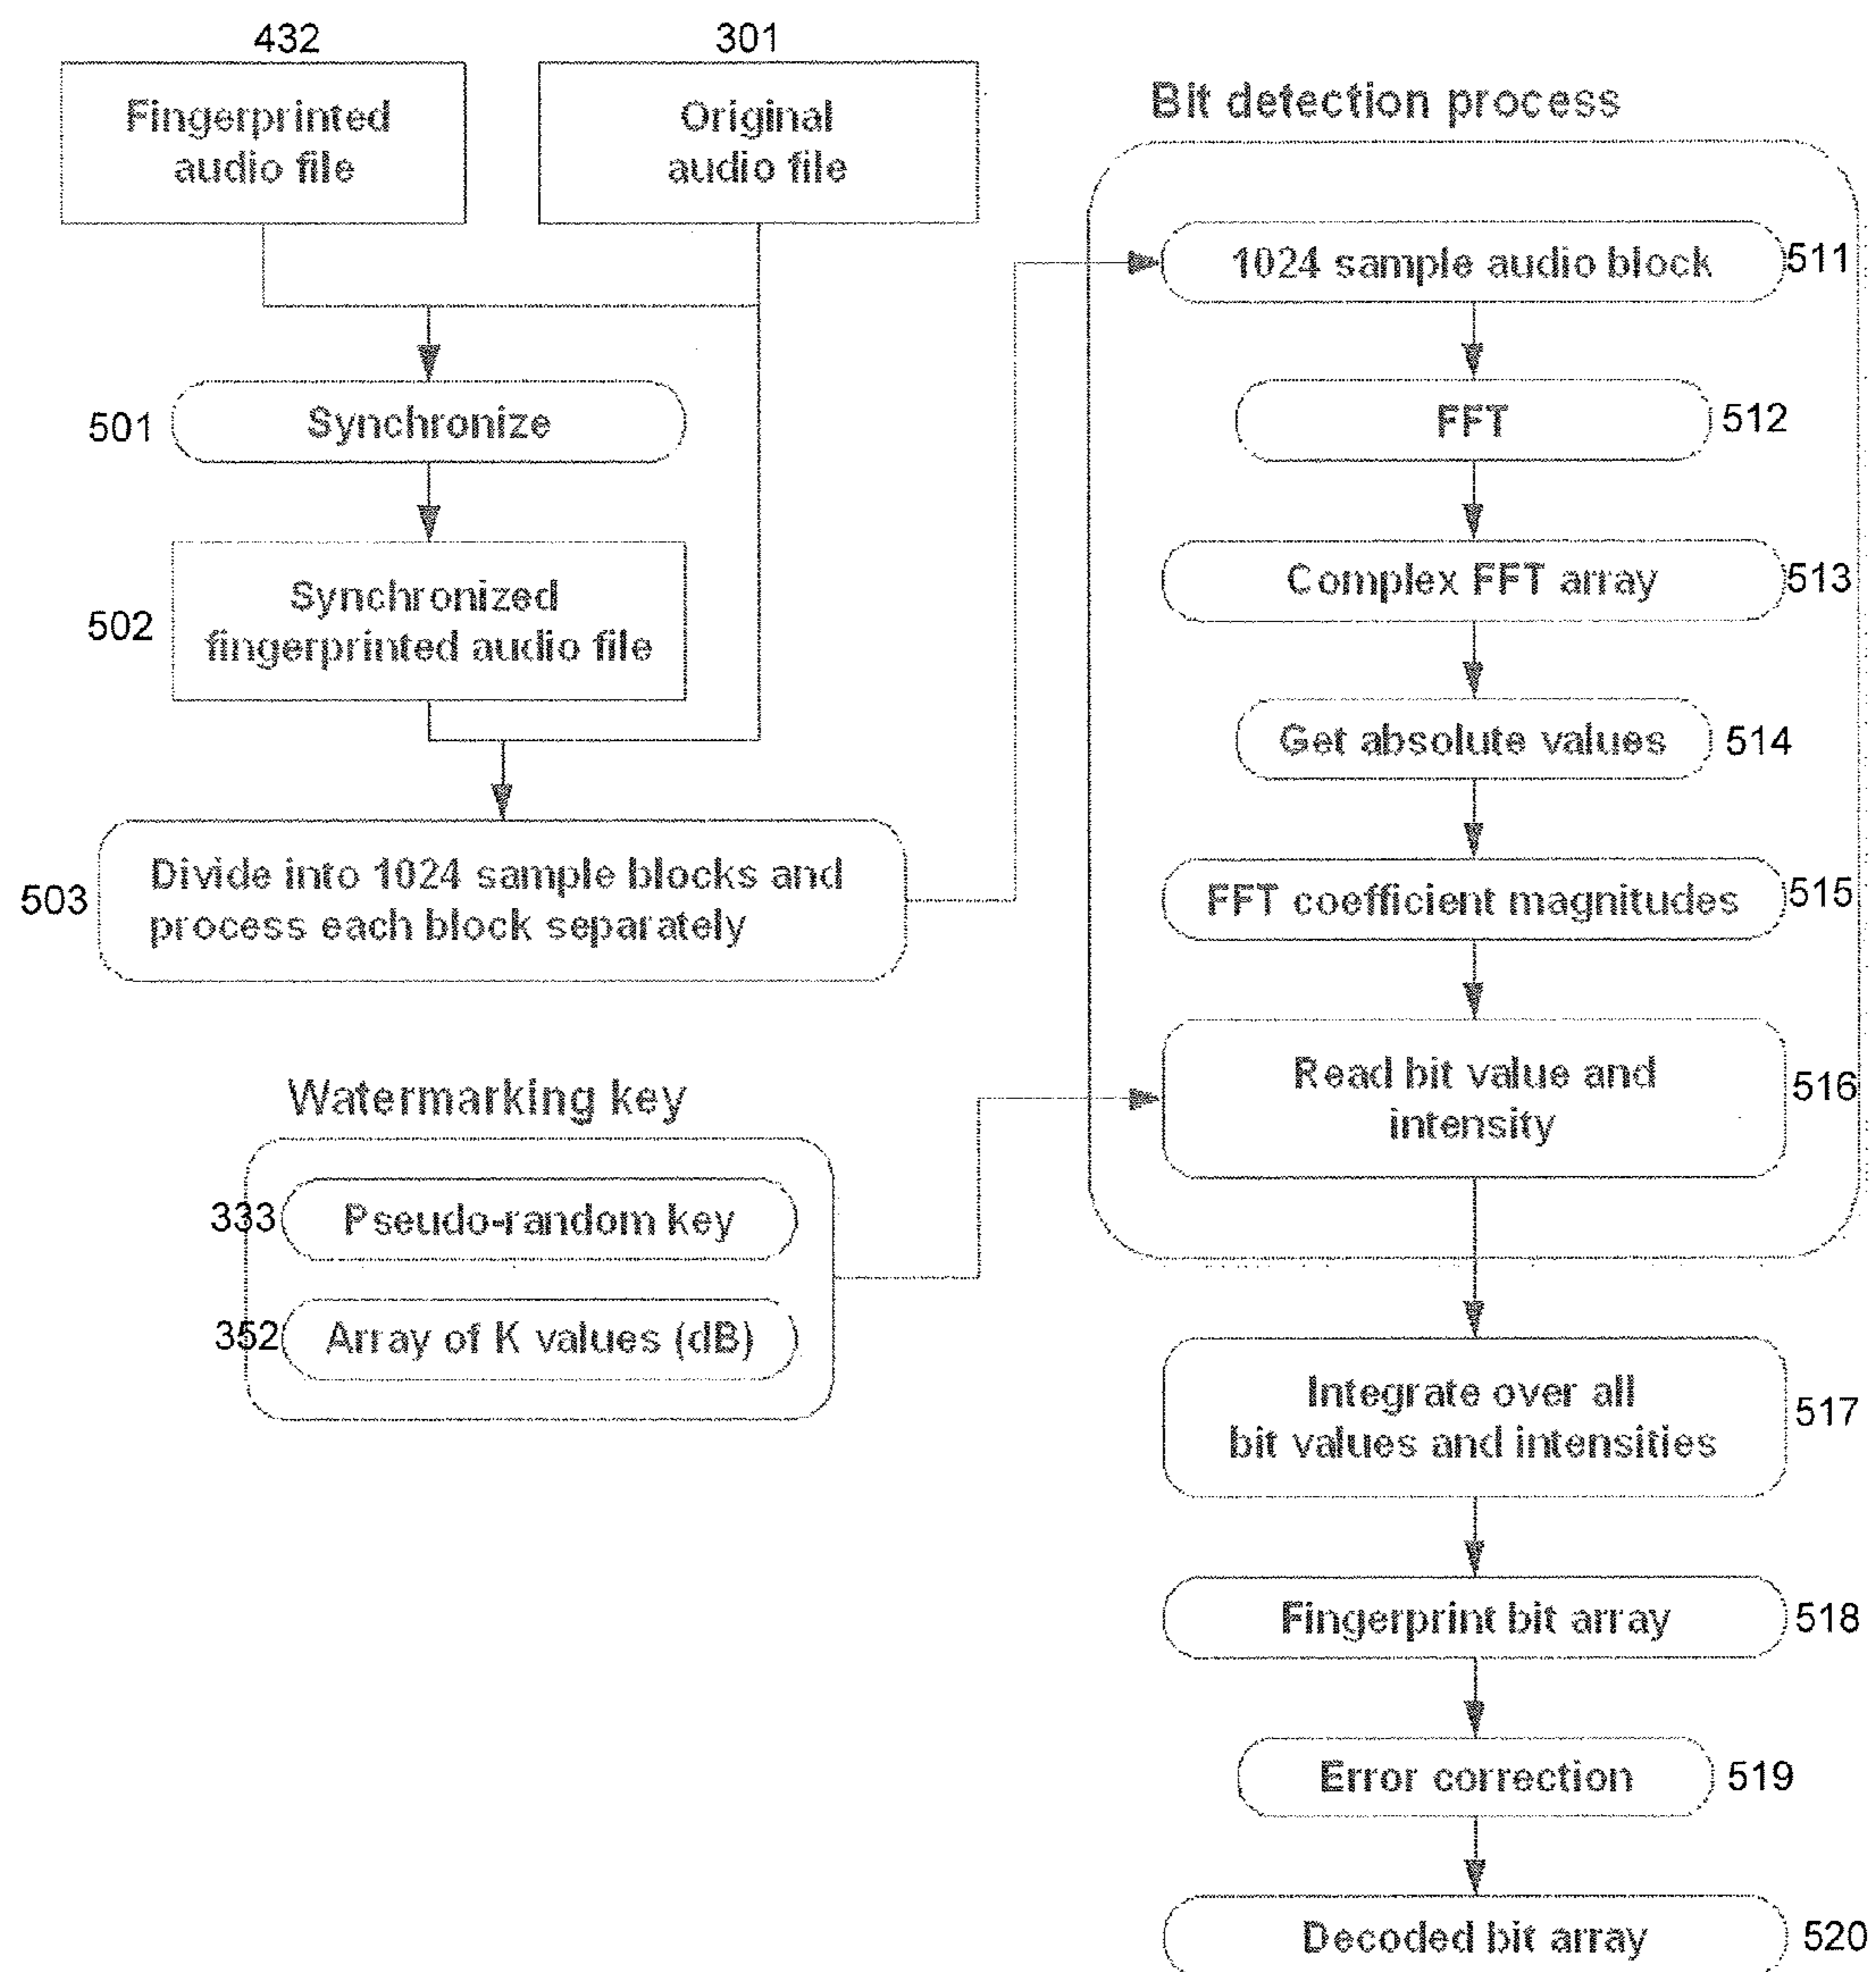 432
Fingerprinted
audio file
301
Original
audio file
501
Synchronize
502
Synchronized
fingerprinted audio file
503
Divide into 1024 sample blocks and
process each block separately
Watermarking key
333
Pseudo-random key
352
Array of K values (dB)
Bit detection process
1024 sample audio block
511
FFT
512
Complex FFT array
513
Get absolute values
514
FFT coefficient magnitudes
515
Read bit value and
intensity
516
Integrate over all
bit values and intensities
517
Fingerprint bit array
518
Error correction
519
Decoded bit array
520